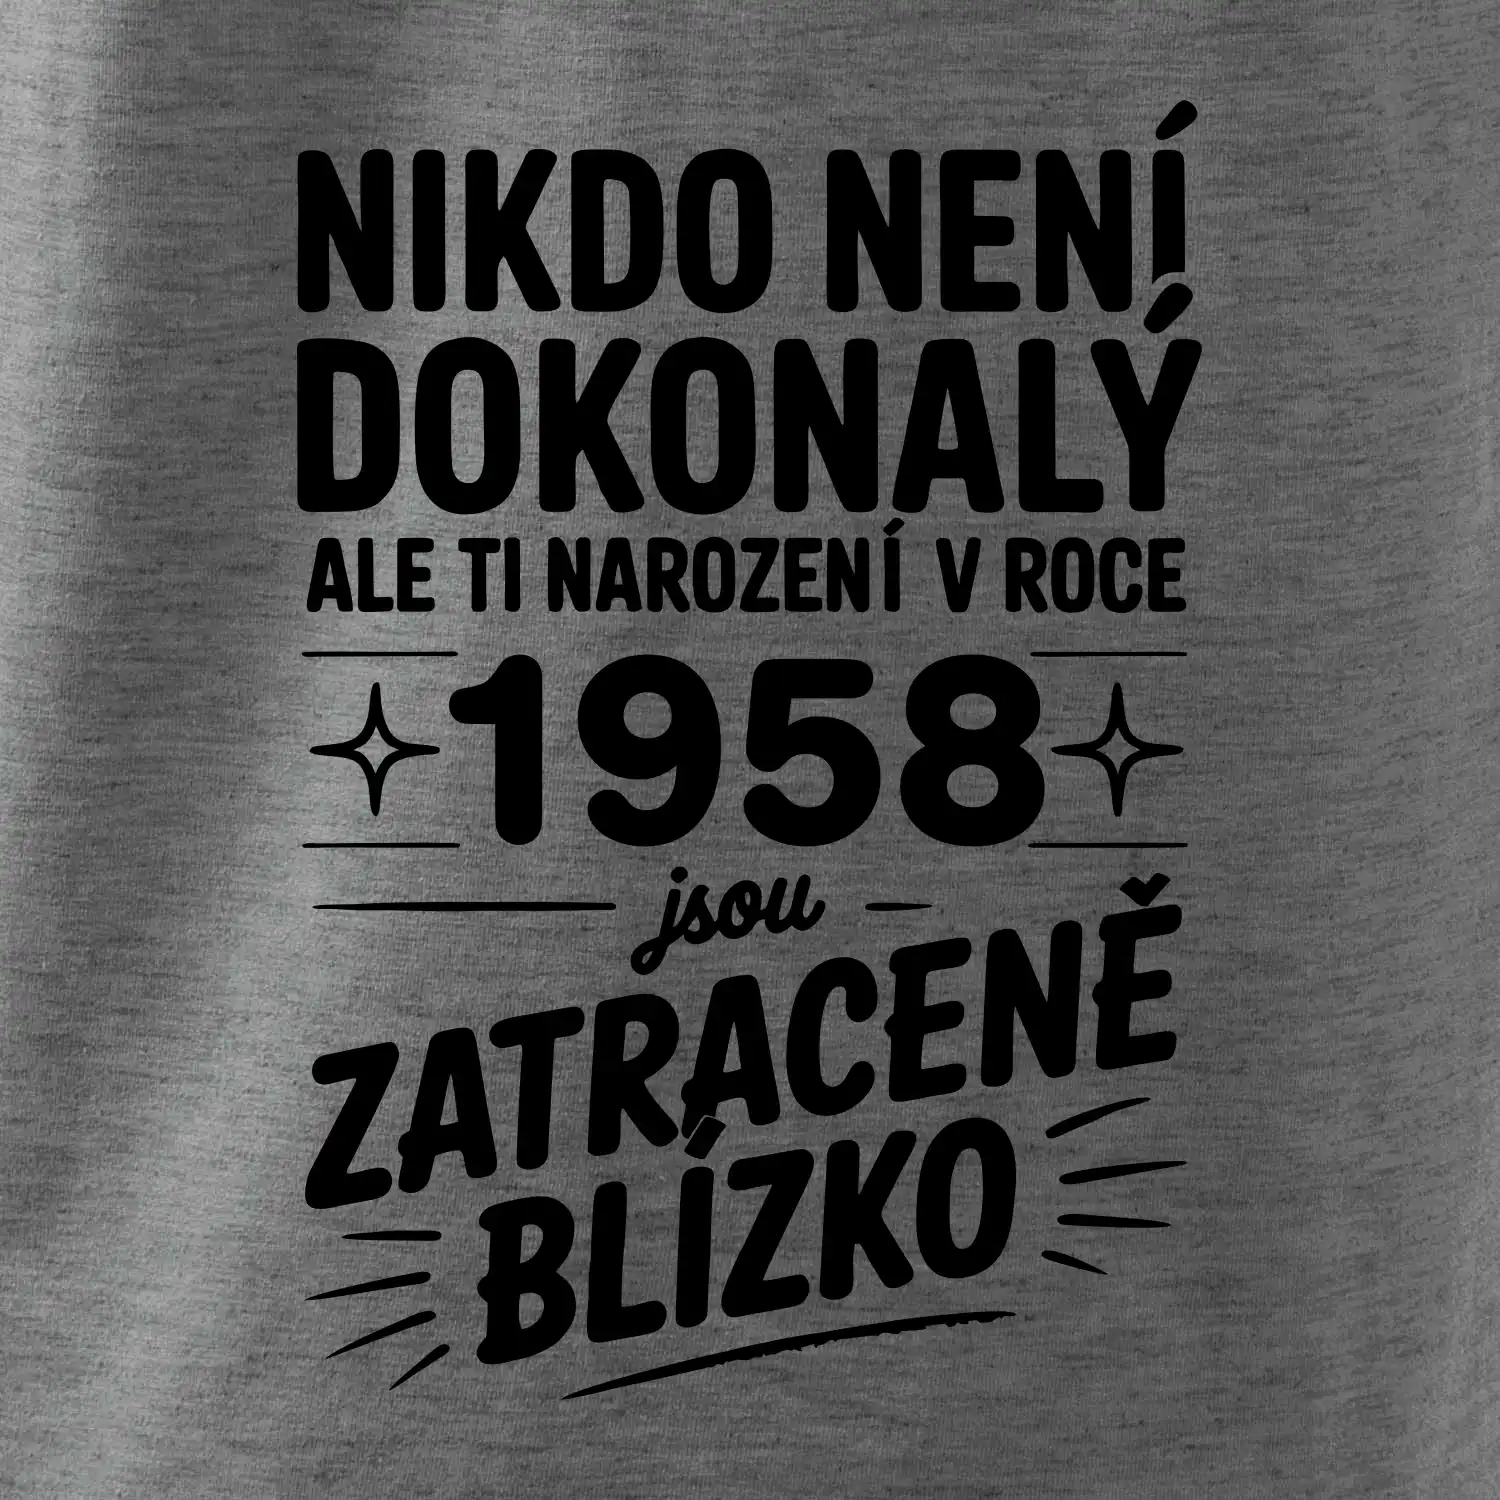 NIKDO NENÍ
DOKONALÝ
ALE TI NAROZENÍ V ROCE
1958
jsou
ZATRACENĚ
BLÍZKO